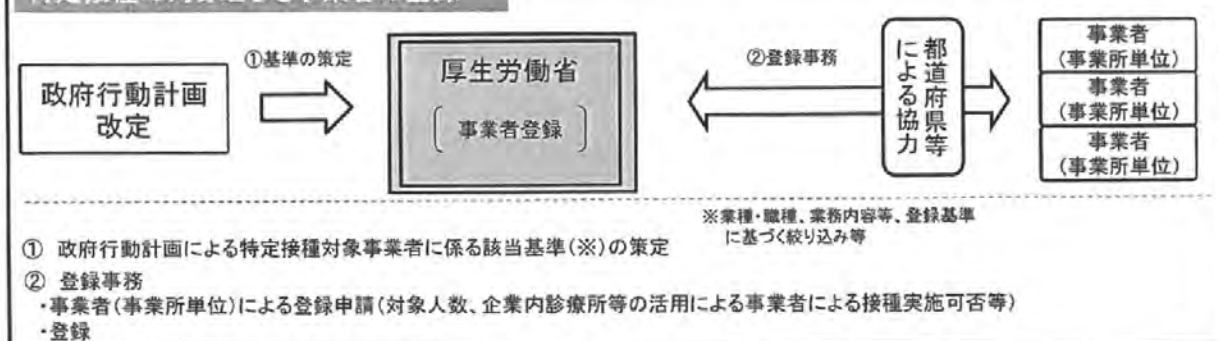 政府行動計画
改定
①基準の策定
厚生労働省
事業者登録
②登録事務
都道府県等
による協力
事業者
(事業所単位)
事業者
(事業所単位)
事業者
(事業所単位)
※業種・職種、業務内容等、登録基準
に基づく絞り込み等
① 政府行動計画による特定接種対象事業者に係る該当基準(※)の策定
② 登録事務
・事業者(事業所単位)による登録申請(対象人数、企業内診療所等の活用による事業者による接種実施可否等)
・登録